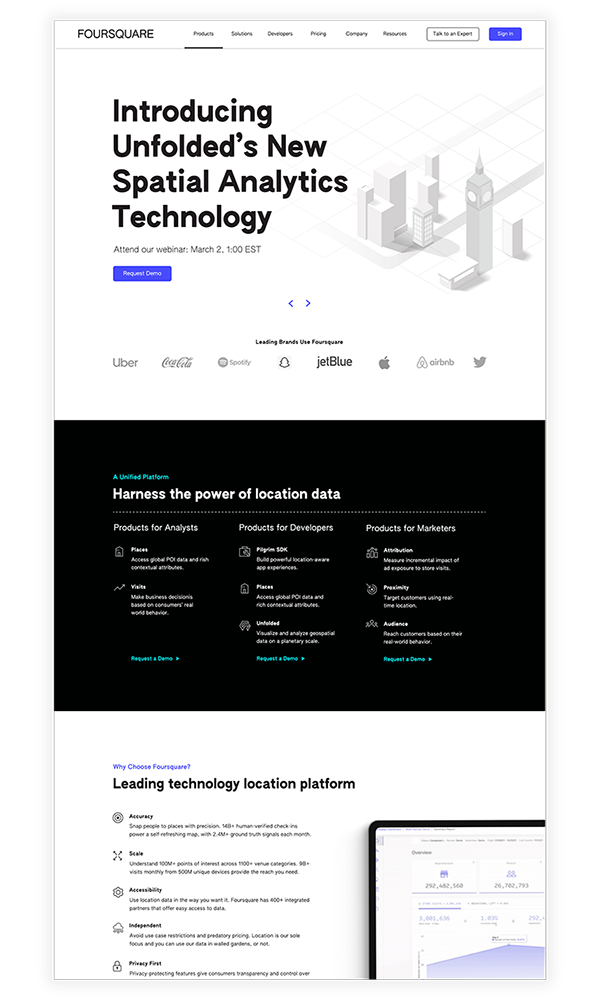 FOURSQUARE
Products Solutions Developers Pricing Company Resources Talk to an Expert Sign In
Introducing
Unfolded’s New
Spatial Analytics
Technology
Attend our webinar: March 2, 1:00 EST
Request Demo
Leading Brands Use Foursquare
Uber Coca-Cola Spotify jetBlue airbnb
A Unified Platform
Harness the power of location data
Products for Analysts
Places
Access global POI data and rish
contextual attributes.
Visits
Make business decisionis
based on consumers' real
world behavior.
Request a Demo
Products for Developers
Pilgrim SDK
Build powerful location-aware
app experiences.
Places
Access global POI data and
rich contextual attributes.
Unfolded
Visualize and analyze geospatial
data on a planetary scale.
Request a Demo
Products for Marketers
Attribution
Measure incremental impact of
ad exposure to store visits.
Proximity
Target customers using real-
time location.
Audience
Reach customers based on their
real-world behavior.
Request a Demo
Why Choose Foursquare?
Leading technology location platform
Accuracy
Snap people to places with precision. 14B+ human-verified check-ins
power a self refreshing map, with 2.4M+ ground truth signals each month.
Scale
Understand 100M+ points of interest across 1100+ venue categories. 9B+
visits monthly from 500M unique devices provide the reach you need.
Accessibility
Use location data in the way you want it. Foursquare has 400+ integrated
partners that offer easy access to data.
Independent
Avoid use case restrictions and predatory pricing. Location is our sole
focus and you can use our data in walled gardens, or not.
Privacy First
Privacy protecting features give consumers transparency and control over
Overview
292,482,560 26,702,793
3,801,636 1.83% 292,4